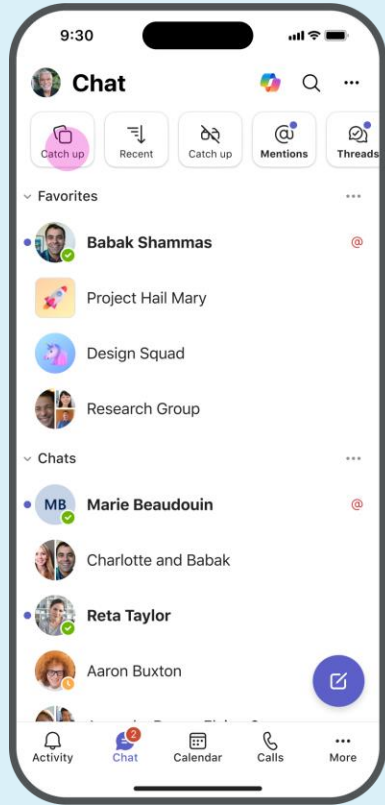 9:30
Chat
Catch up
Recent
Catch up
Mentions
Threads
Favorites
Babak Shammas
@
Project Hail Mary
Design Squad
Research Group
Chats
MB
Marie Beaudouin
@
Charlotte and Babak
Reta Taylor
Aaron Buxton
2
Activity
Chat
Calendar
Calls
More